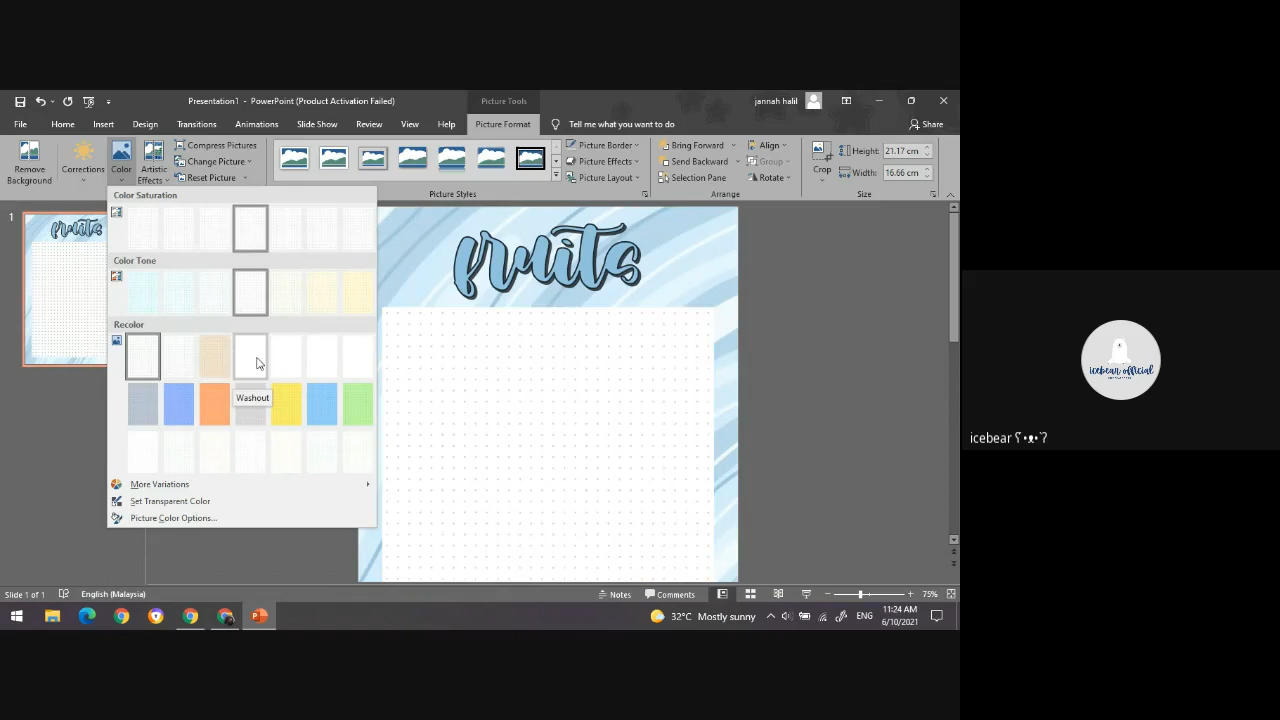 Presentation1 - PowerPoint (Product Activation Failed)
Picture Tools
jannah halil
File
Home
Insert
Design
Transitions
Animations
Slide Show
Review
View
Help
Picture Format
Tell me what you want to do
Share
Remove
Background
Corrections
Color
Artistic
Effects
Compress Pictures
Change Picture
Reset Picture
Picture Border
Picture Effects
Picture Layout
Bring Forward
Send Backward
Selection Pane
Align
Group
Rotate
Crop
Height:
21.17 cm
Width:
16.66 cm
Picture Styles
Arrange
Size
Color Saturation
Color Tone
Recolor
Washout
More Variations
Set Transparent Color
Picture Color Options...
1
fruits
fruits
icebear official
icebear ʕ•ᴥ•ʔ
Slide 1 of 1
English (Malaysia)
Notes
Comments
75%
32°C Mostly sunny
ENG
11:24 AM
6/10/2021